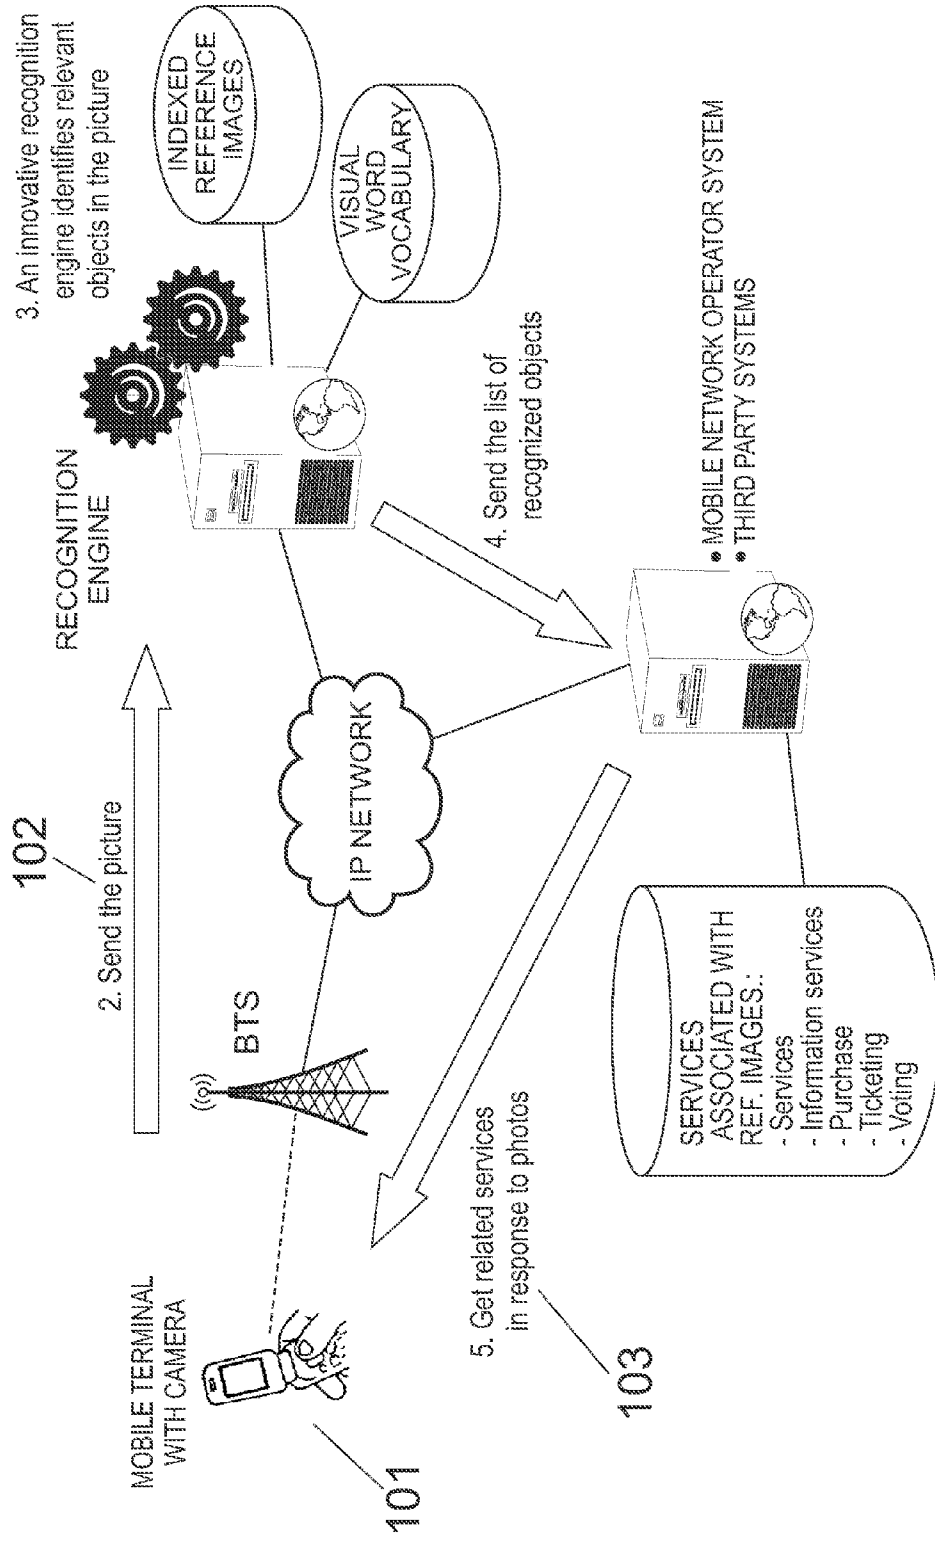 102
2. Send the picture
3. An innovative recognition
engine identifies relevant
objects in the picture
MOBILE TERMINAL
WITH CAMERA
BTS
RECOGNITION
ENGINE
INDEXED
REFERENCE
IMAGES
VISUAL
WORD
VOCABULARY
IP NETWORK
101
4. Send the list of
recognized objects
5. Get related services
in response to photos
103
• MOBILE NETWORK OPERATOR SYSTEM
• THIRD PARTY SYSTEMS
SERVICES
ASSOCIATED WITH
REF. IMAGES.:
- Services
- Information services
- Purchase
- Ticketing
- Voting